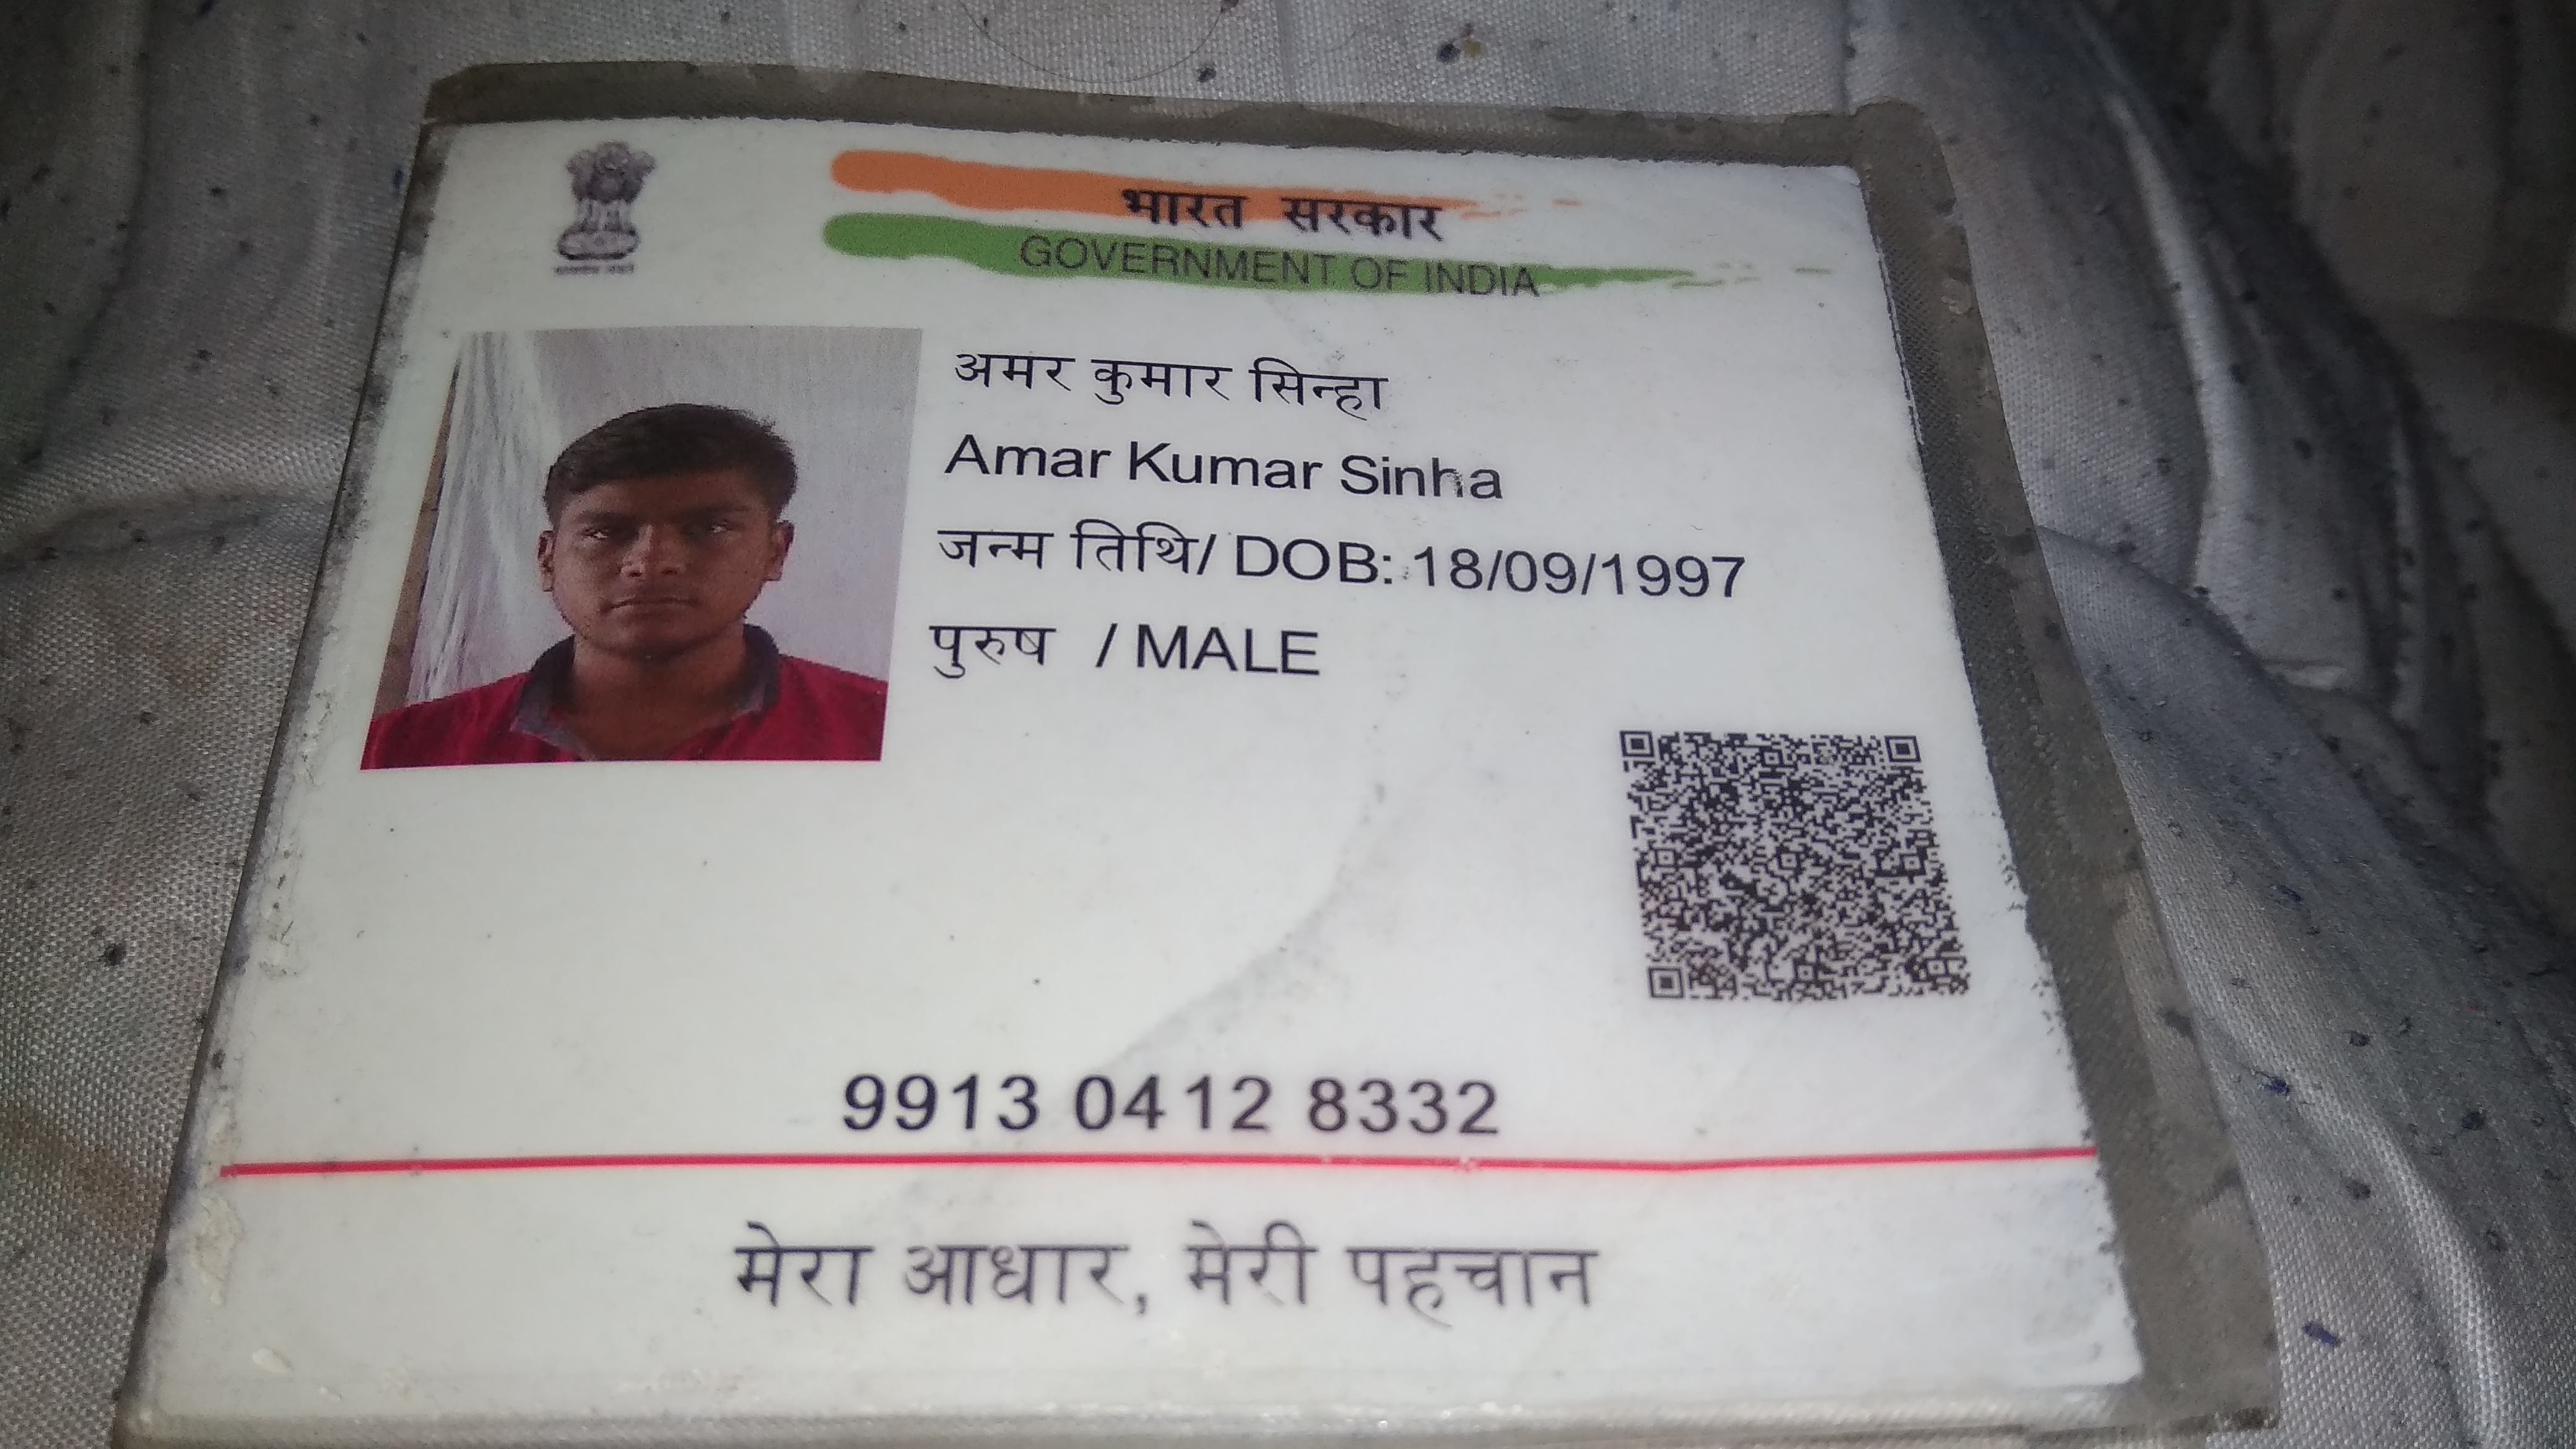 भारत सरकार
GOVERNMENT OF INDIA
अमर कुमार सिन्हा
Amar Kumar Sinha
जन्म तिथि/ DOB: 18/09/1997
पुरुष / MALE
9913 0412 8332
मेरा आधार, मेरी पहचान